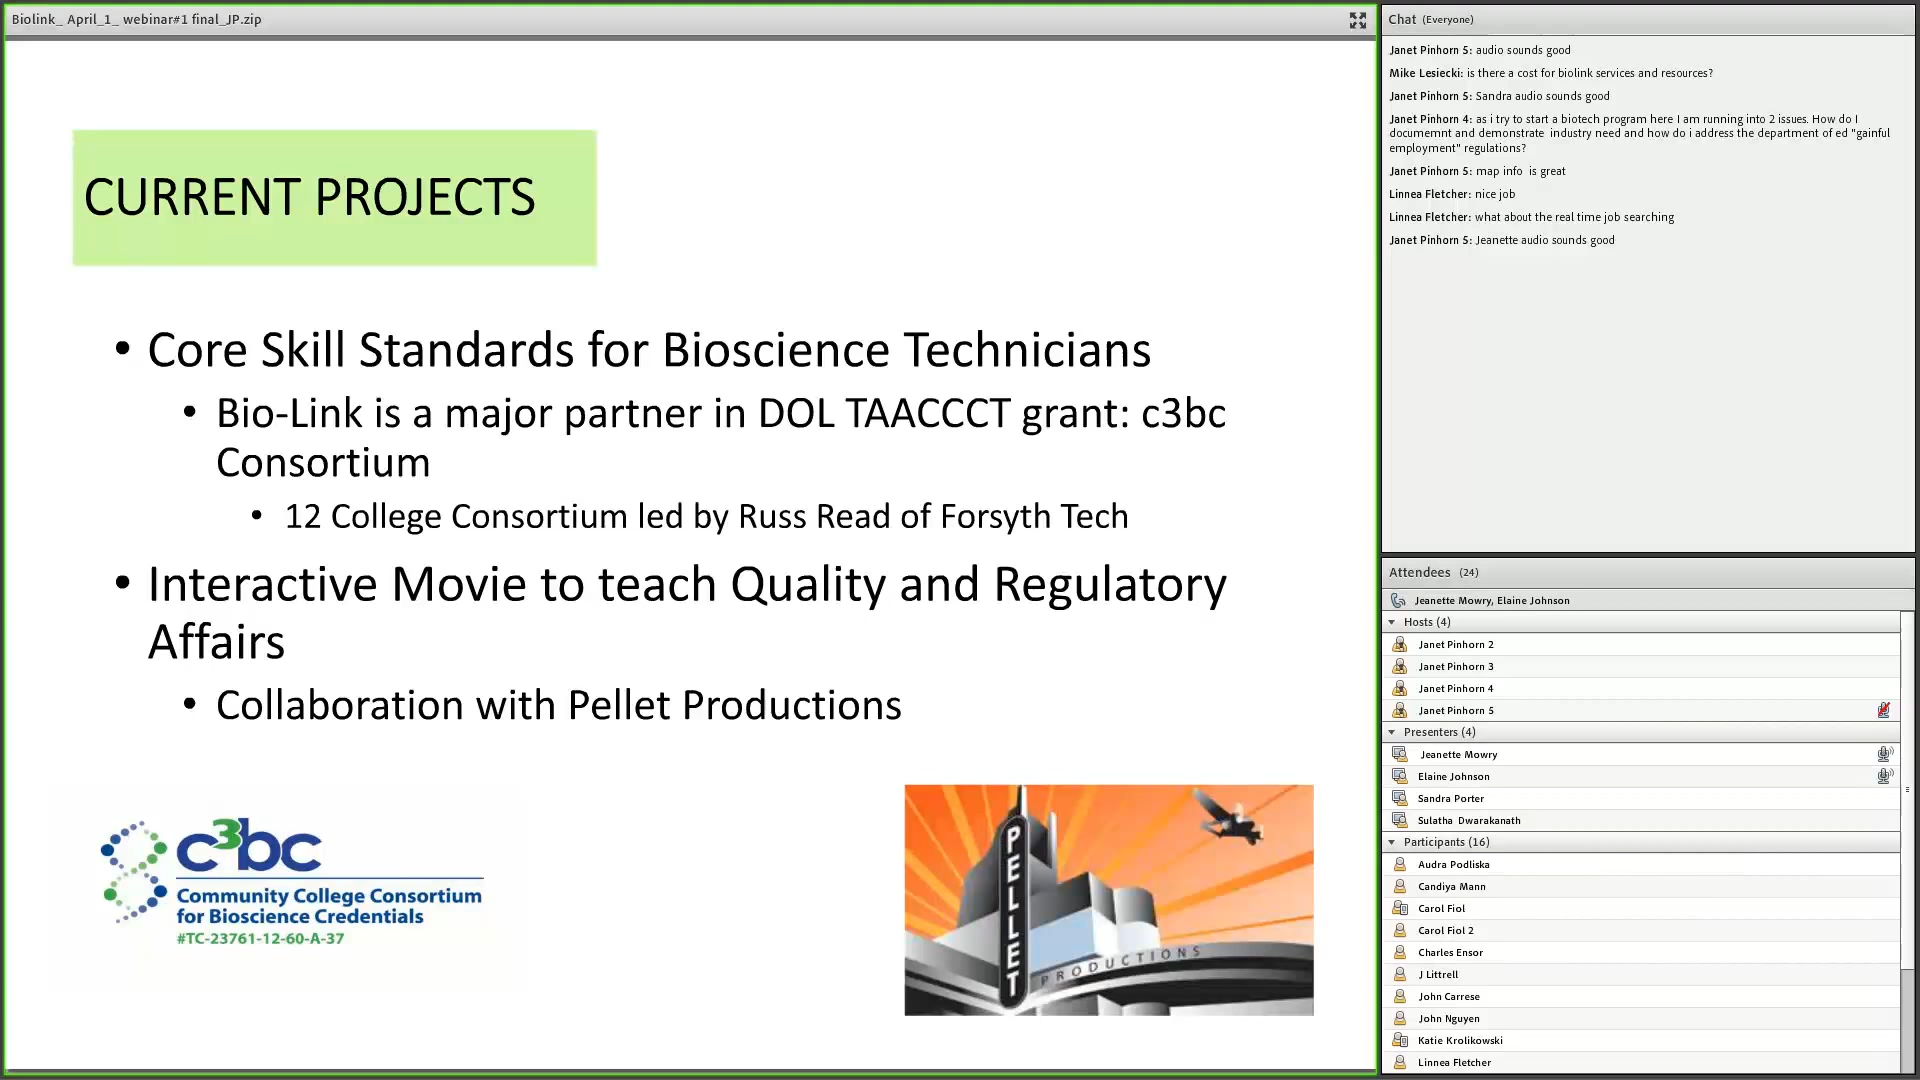 Biolink_ April_1_ webinar#1 final_JP.zip
CURRENT PROJECTS
• Core Skill Standards for Bioscience Technicians
• Bio-Link is a major partner in DOL TAACCCT grant: c3bc
Consortium
• 12 College Consortium led by Russ Read of Forsyth Tech
• Interactive Movie to teach Quality and Regulatory
Affairs
• Collaboration with Pellet Productions
c3bc
Community College Consortium
for Bioscience Credentials
#TC-23761-12-60-A-37
PELLET
PRODUCTIONS
Chat (Everyone)
Janet Pinhorn 5: audio sounds good
Mike Lesiecki: is there a cost for biolink services and resources?
Janet Pinhorn 5: Sandra audio sounds good
Janet Pinhorn 4: as i try to start a biotech program here I am running into 2 issues. How do I
documemnt and demonstrate industry need and how do i address the department of ed "gainful
employment" regulations?
Janet Pinhorn 5: map info is great
Linnea Fletcher: nice job
Linnea Fletcher: what about the real time job searching
Janet Pinhorn 5: Jeanette audio sounds good
Attendees (24)
Jeanette Mowry, Elaine Johnson
Hosts (4)
Janet Pinhorn 2
Janet Pinhorn 3
Janet Pinhorn 4
Janet Pinhorn 5
Presenters (4)
Jeanette Mowry
Elaine Johnson
Sandra Porter
Sulatha Dwarakanath
Participants (16)
Audra Podliska
Candiya Mann
Carol Fiol
Carol Fiol 2
Charles Ensor
J Littrell
John Carrese
John Nguyen
Katie Krolikowski
Linnea Fletcher